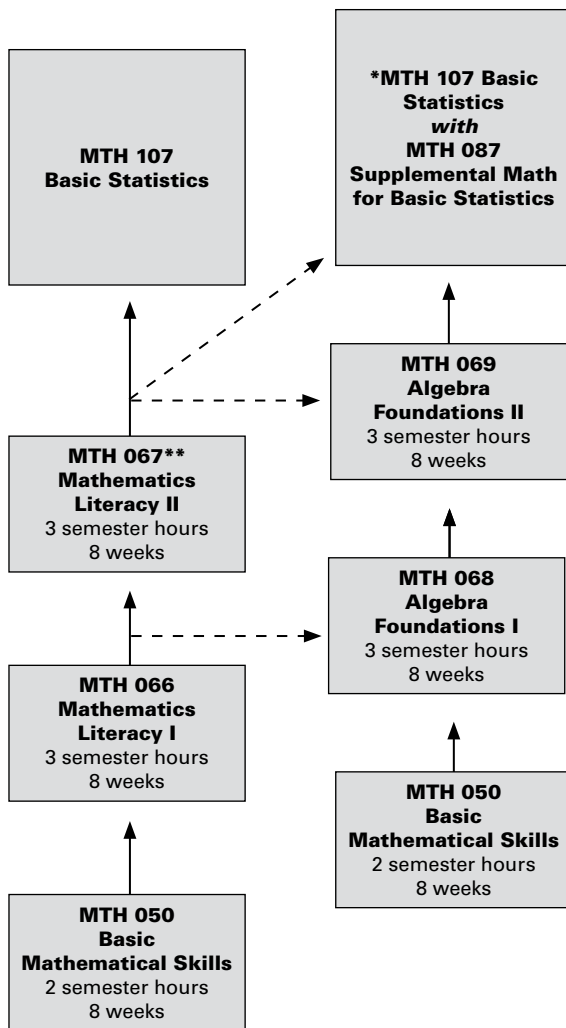 MTH 107
Basic Statistics
*MTH 107 Basic
Statistics
with
MTH 087
Supplemental Math
for Basic Statistics
MTH 069
Algebra
Foundations II
3 semester hours
8 weeks
MTH 067**
Mathematics
Literacy II
3 semester hours
8 weeks
MTH 068
Algebra
Foundations I
3 semester hours
8 weeks
MTH 066
Mathematics
Literacy I
3 semester hours
8 weeks
MTH 050
Basic
Mathematical Skills
2 semester hours
8 weeks
MTH 050
Basic
Mathematical Skills
2 semester hours
8 weeks